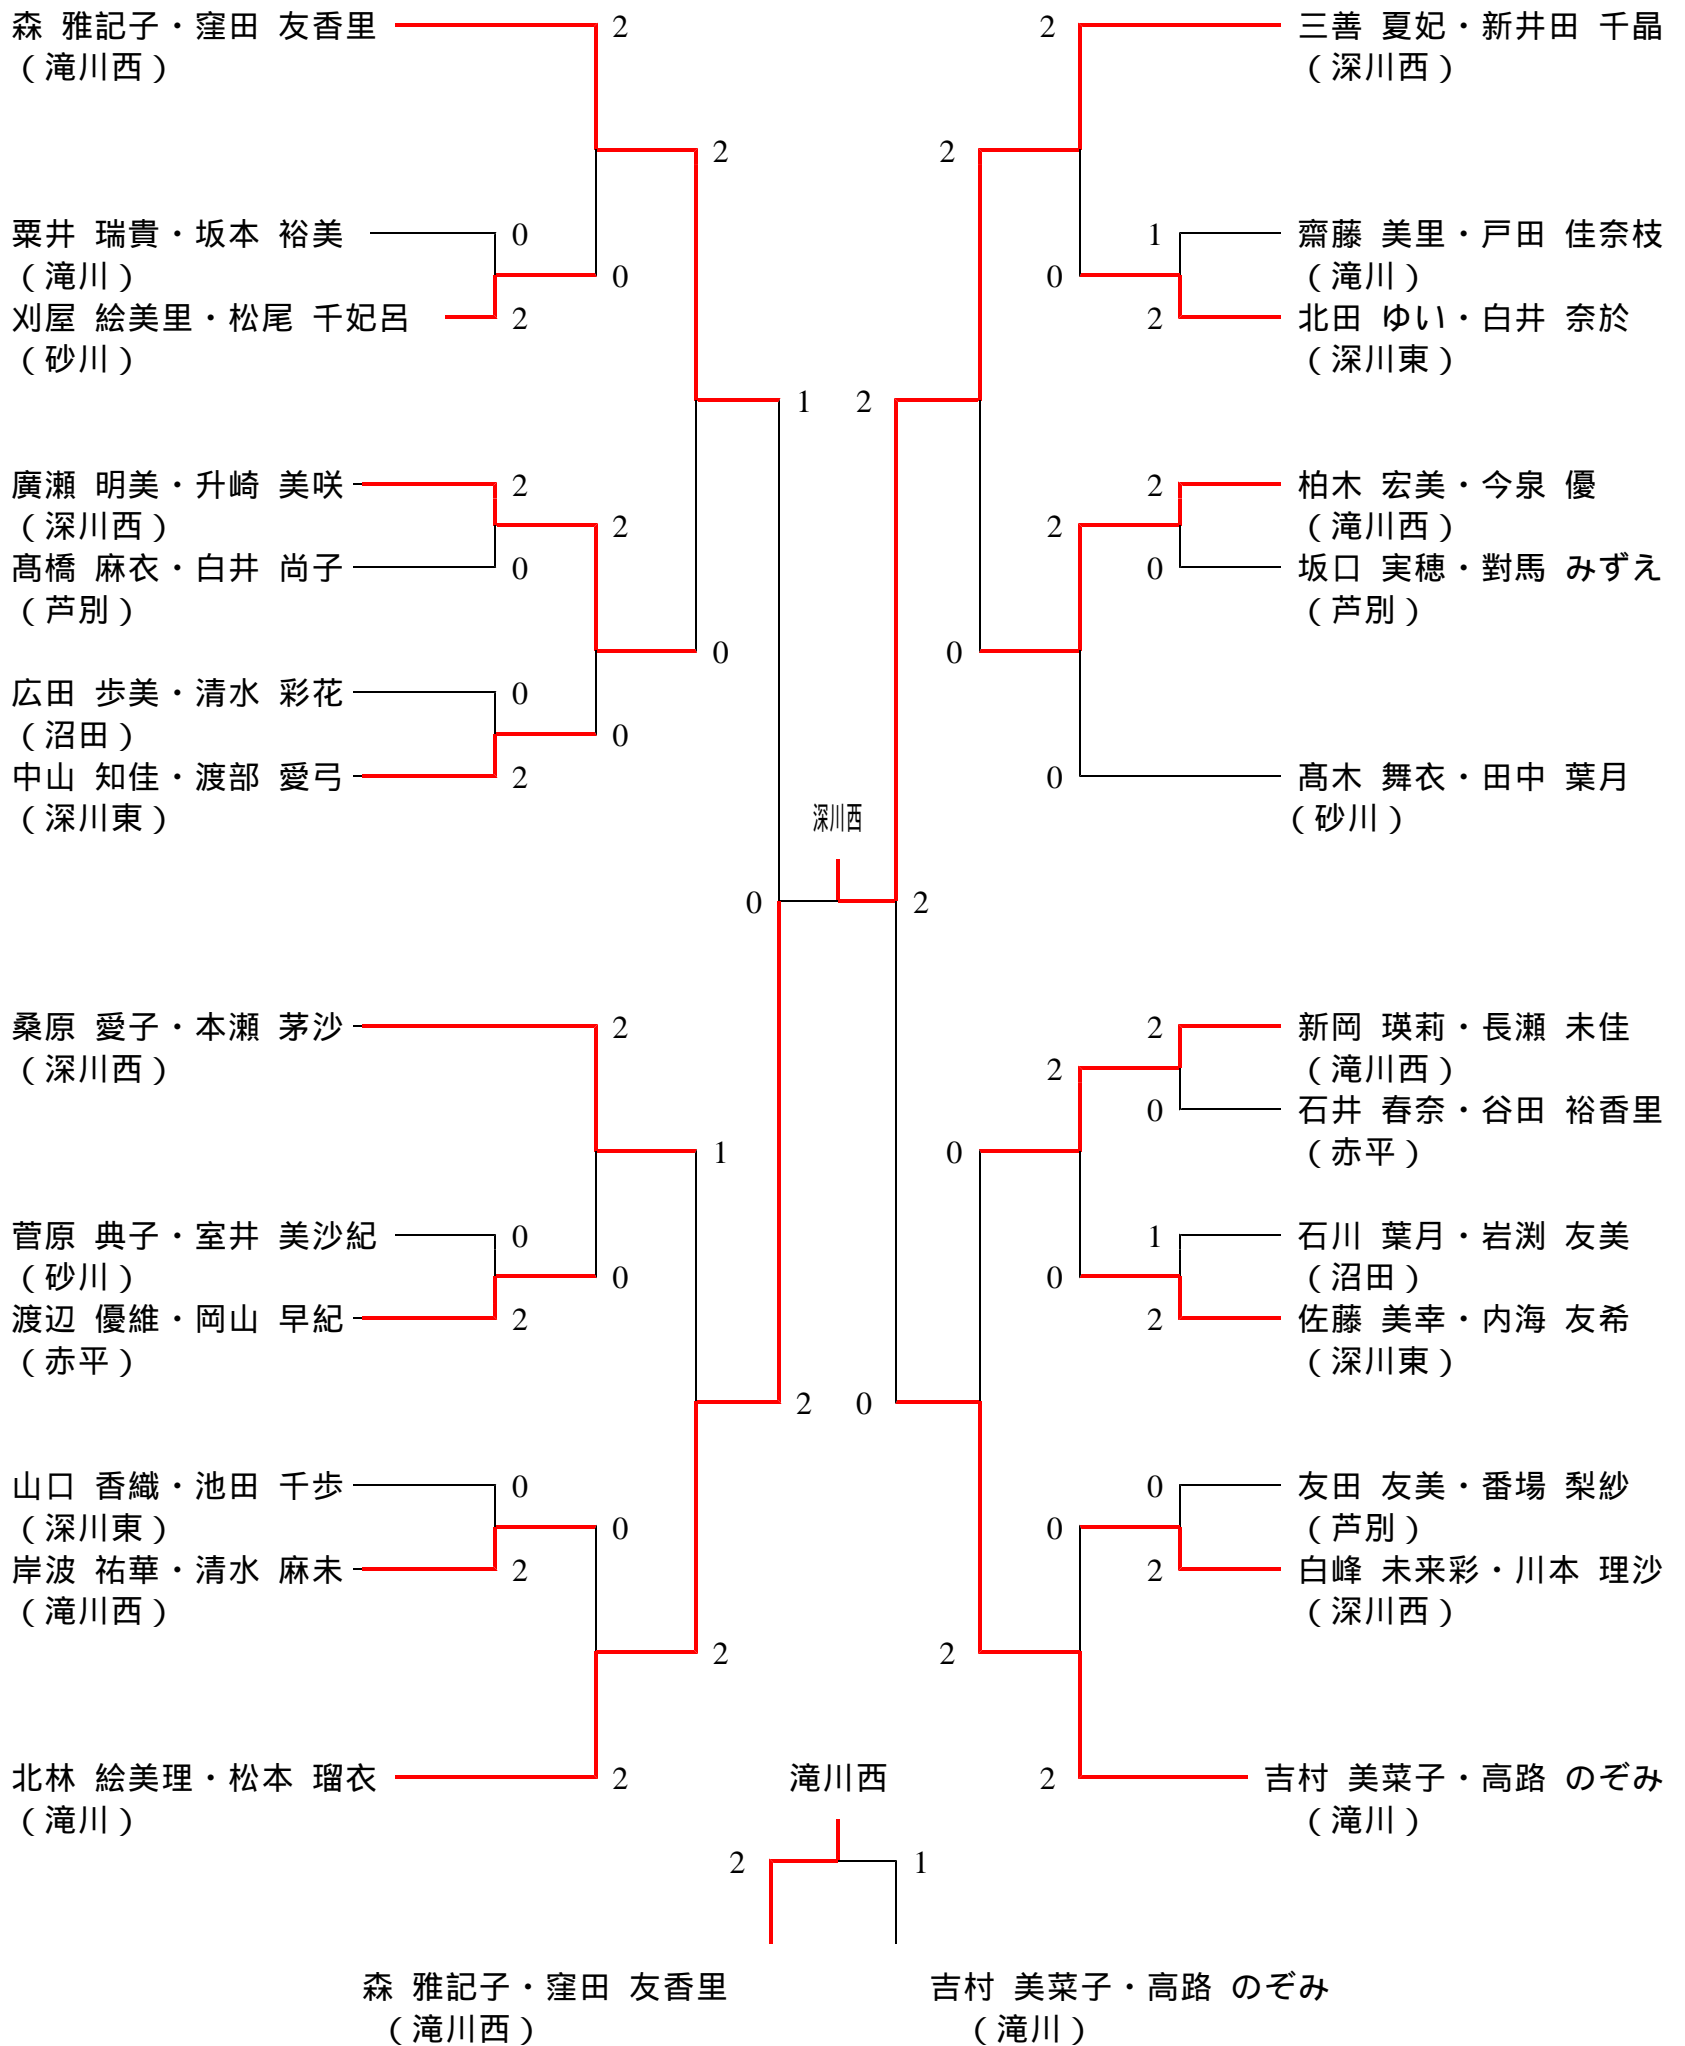 森 雅記子・窪田 友香里 2 2 三善 夏妃・新井田 千晶
(滝川西) (深川西)
2 2
粟井 瑞貴・坂本 裕美 0 1 齋藤 美里・戸田 佳奈枝
(滝川) 0 0 (滝川)
刈屋 絵美里・松尾 千妃呂 2 2 北田 ゆい・白井 奈於
(砂川) (深川東)
1 2
廣瀬 明美・升崎 美咲 2 2 柏木 宏美・今泉 優
(深川西) 2 2 (滝川西)
髙橋 麻衣・白井 尚子 0 0 坂口 実穂・對馬 みずえ
(芦別) (芦別)
0 0
広田 歩美・清水 彩花 0
(沼田) 0
中山 知佳・渡部 愛弓 2 0 髙木 舞衣・田中 葉月
(深川東) 深川西 (砂川)
0 2
桑原 愛子・本瀬 茅沙 2 2 新岡 瑛莉・長瀬 未佳
(深川西) 2 (滝川西)
0 石井 春奈・谷田 裕香里
1 0 (赤平)
菅原 典子・室井 美沙紀 0 1 石川 葉月・岩渕 友美
(砂川) 0 0 (沼田)
渡辺 優維・岡山 早紀 2 2 佐藤 美幸・内海 友希
(赤平) (深川東)
2 0
山口 香織・池田 千歩 0 0 友田 友美・番場 梨紗
(深川東) 0 0 (芦別)
岸波 祐華・清水 麻未 2 2 白峰 未来彩・川本 理沙
(滝川西) (深川西)
2 2
北林 絵美理・松本 瑠衣 2 滝川西 2 吉村 美菜子・高路 のぞみ
(滝川) (滝川)
2 1
森 雅記子・窪田 友香里 吉村 美菜子・高路 のぞみ
(滝川西) (滝川)